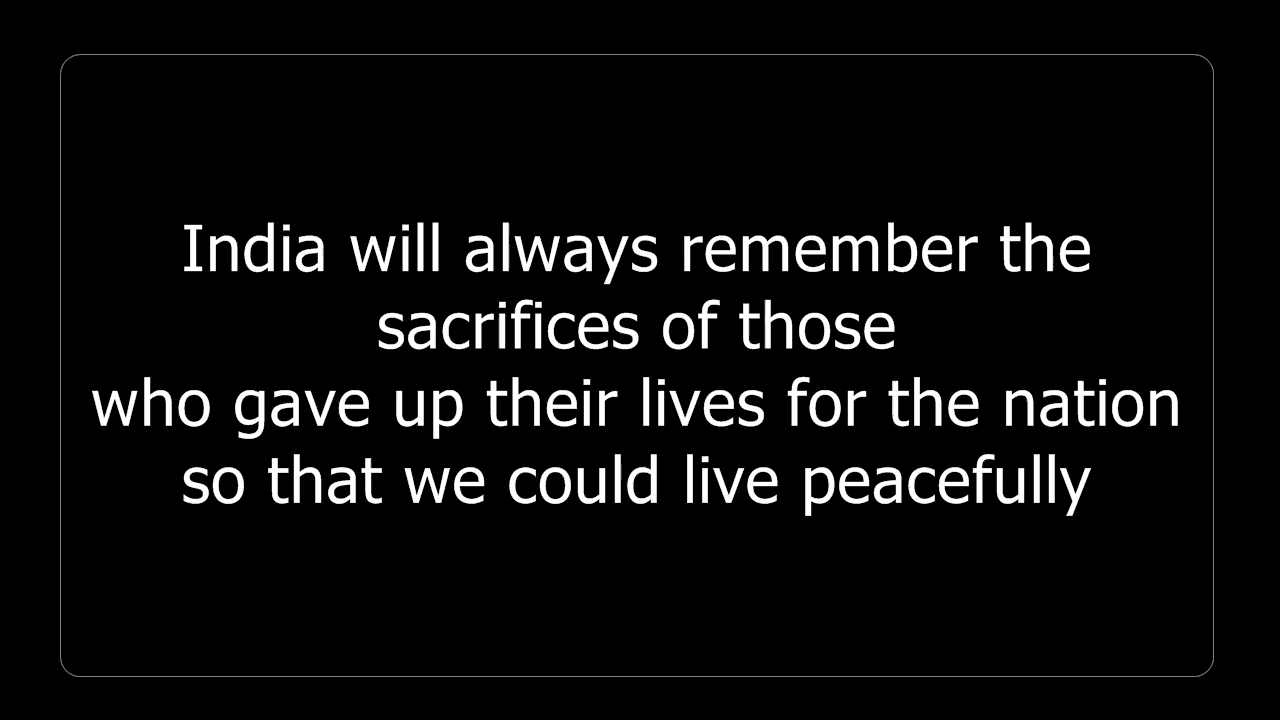 India will always remember the
sacrifices of those
who gave up their lives for the nation
so that we could live peacefully